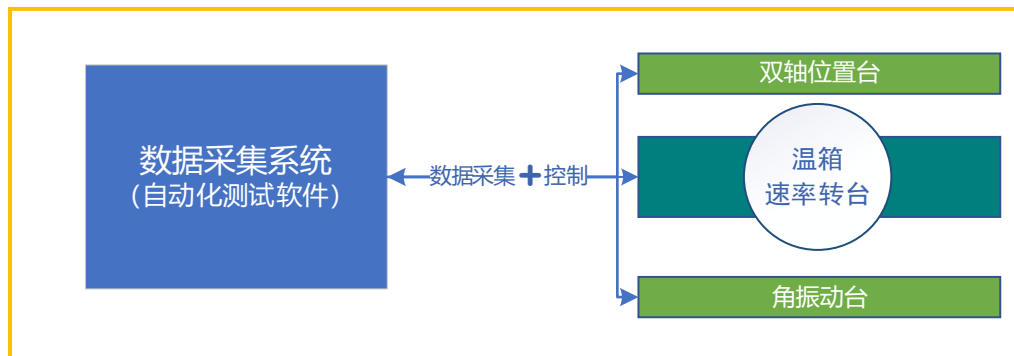 数据采集系统
（自动化测试软件）
数据采集+控制
双轴位置台
温箱
速率转台
角振动台